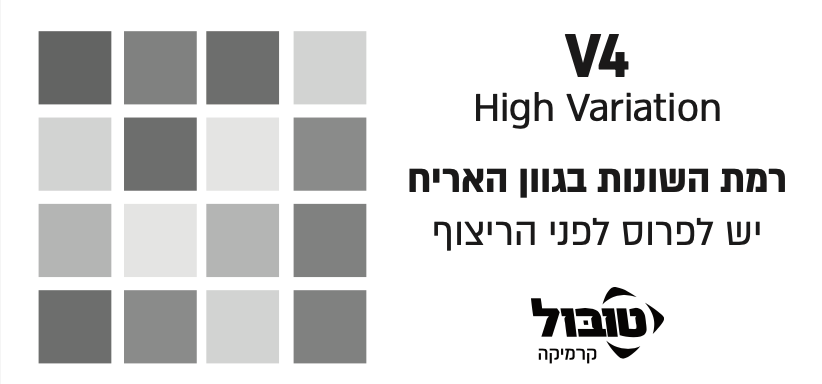 V4
High Variation
רמת השונות בגוון האריח
יש לפרוס לפני הריצוף
טובול
קרמיקה